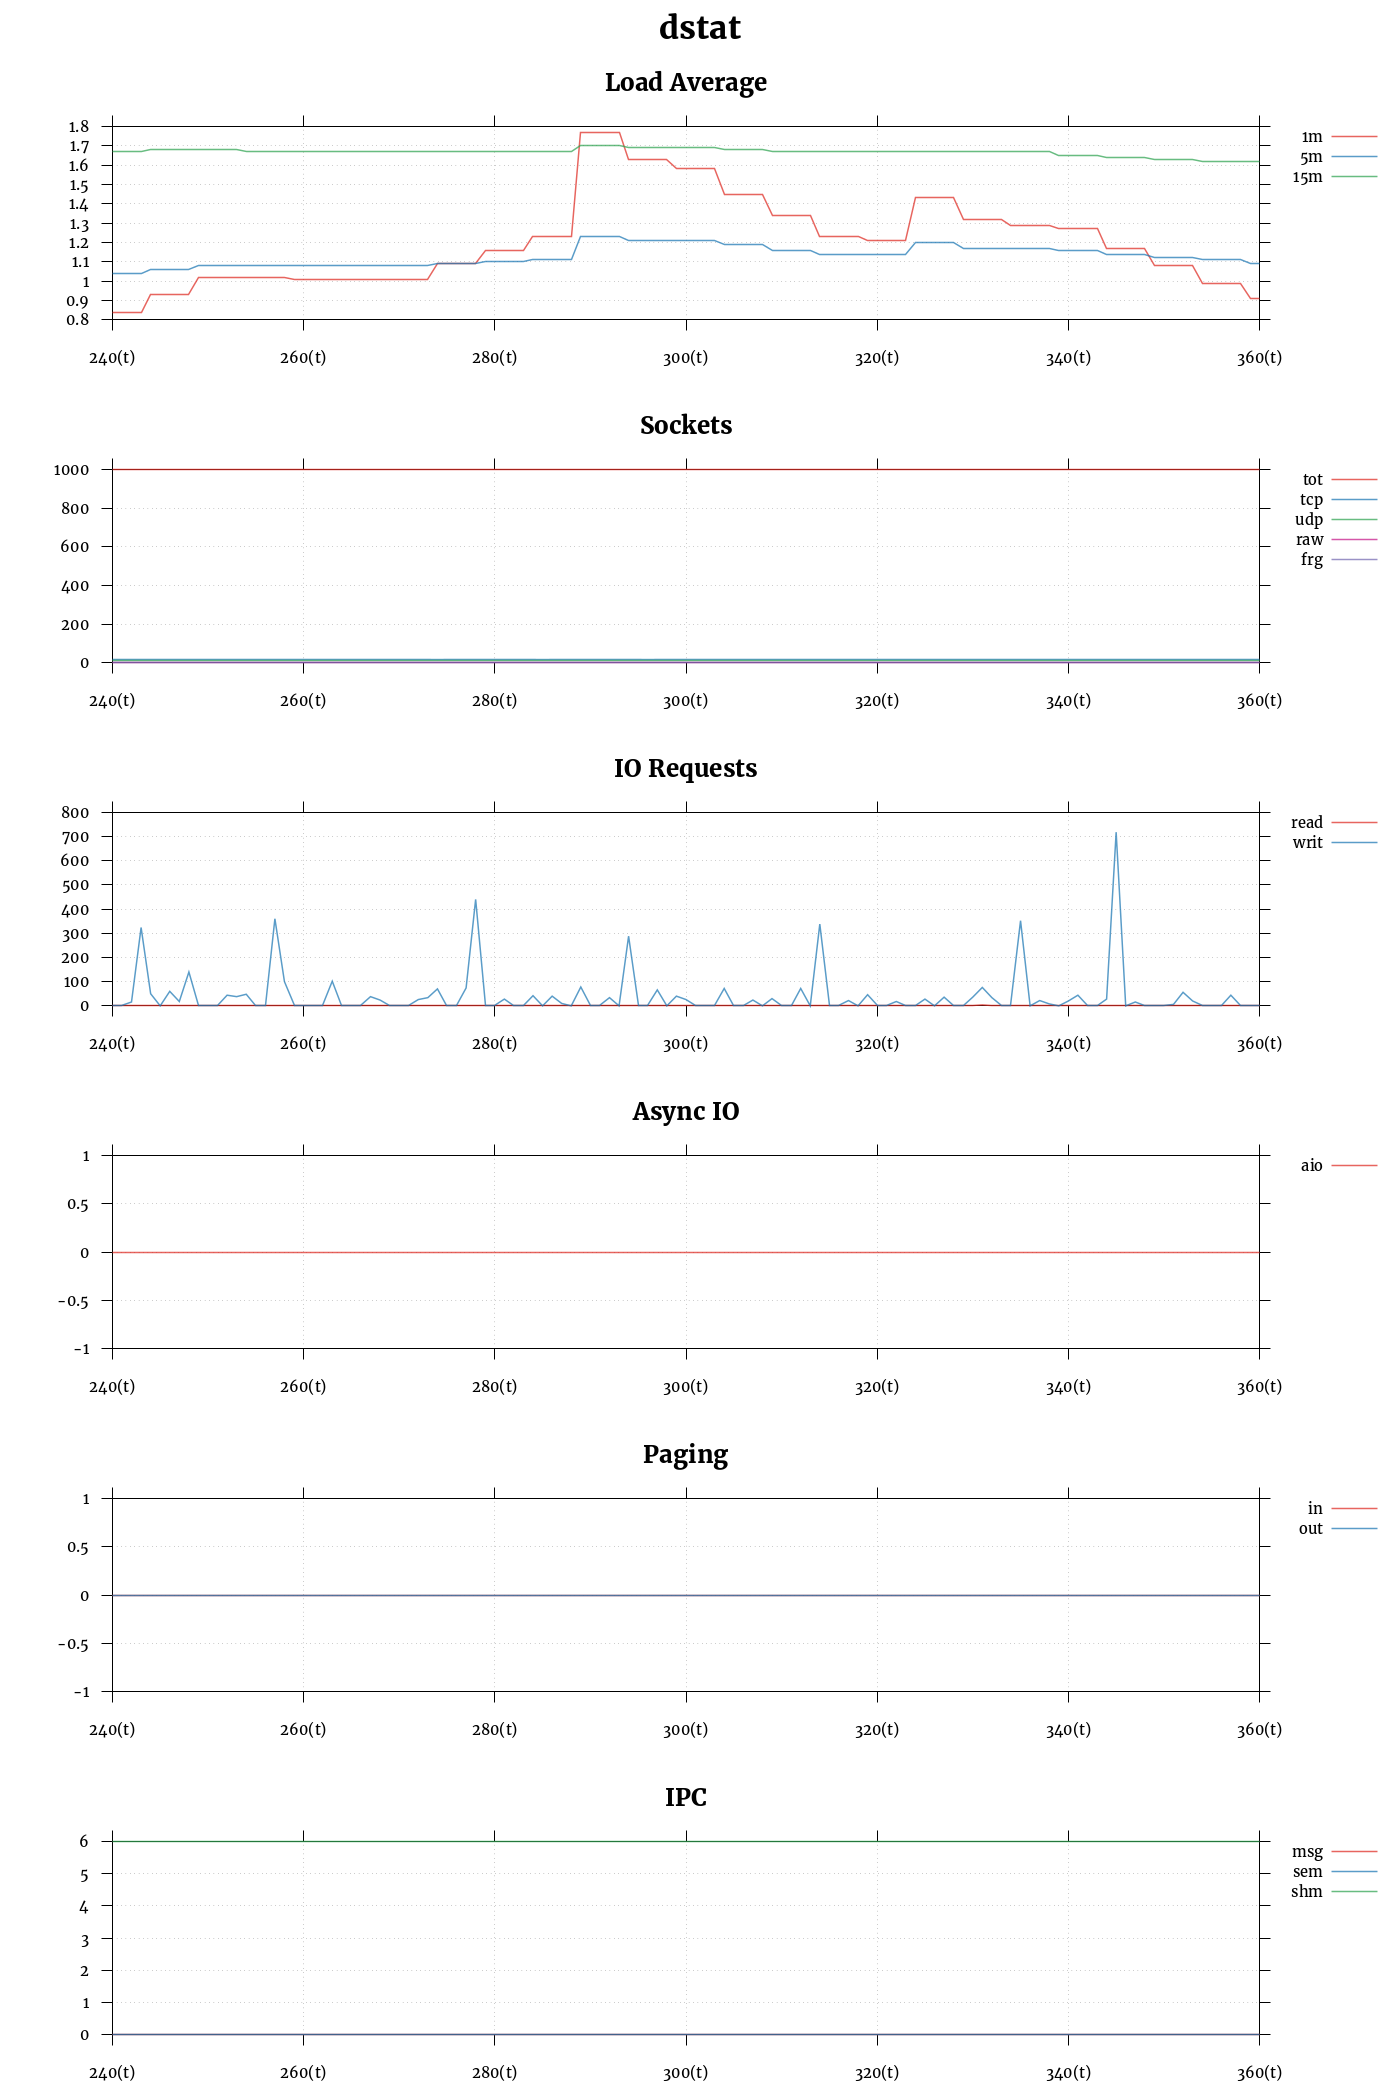 dstat
Load Average
1.8
1.7
1.6
1.5
1.4
1.3
1.2
1.1
1
0.9
0.8
1m
5m
15m
240(t) 260(t) 280(t) 300(t) 320(t) 340(t) 360(t)
Sockets
1000
800
600
400
200
0
tot
tcp
udp
raw
frg
240(t) 260(t) 280(t) 300(t) 320(t) 340(t) 360(t)
IO Requests
800
700
600
500
400
300
200
100
0
read
writ
240(t) 260(t) 280(t) 300(t) 320(t) 340(t) 360(t)
Async IO
1
0.5
0
-0.5
-1
aio
240(t) 260(t) 280(t) 300(t) 320(t) 340(t) 360(t)
Paging
1
0.5
0
-0.5
-1
in
out
240(t) 260(t) 280(t) 300(t) 320(t) 340(t) 360(t)
IPC
6
5
4
3
2
1
0
msg
sem
shm
240(t) 260(t) 280(t) 300(t) 320(t) 340(t) 360(t)